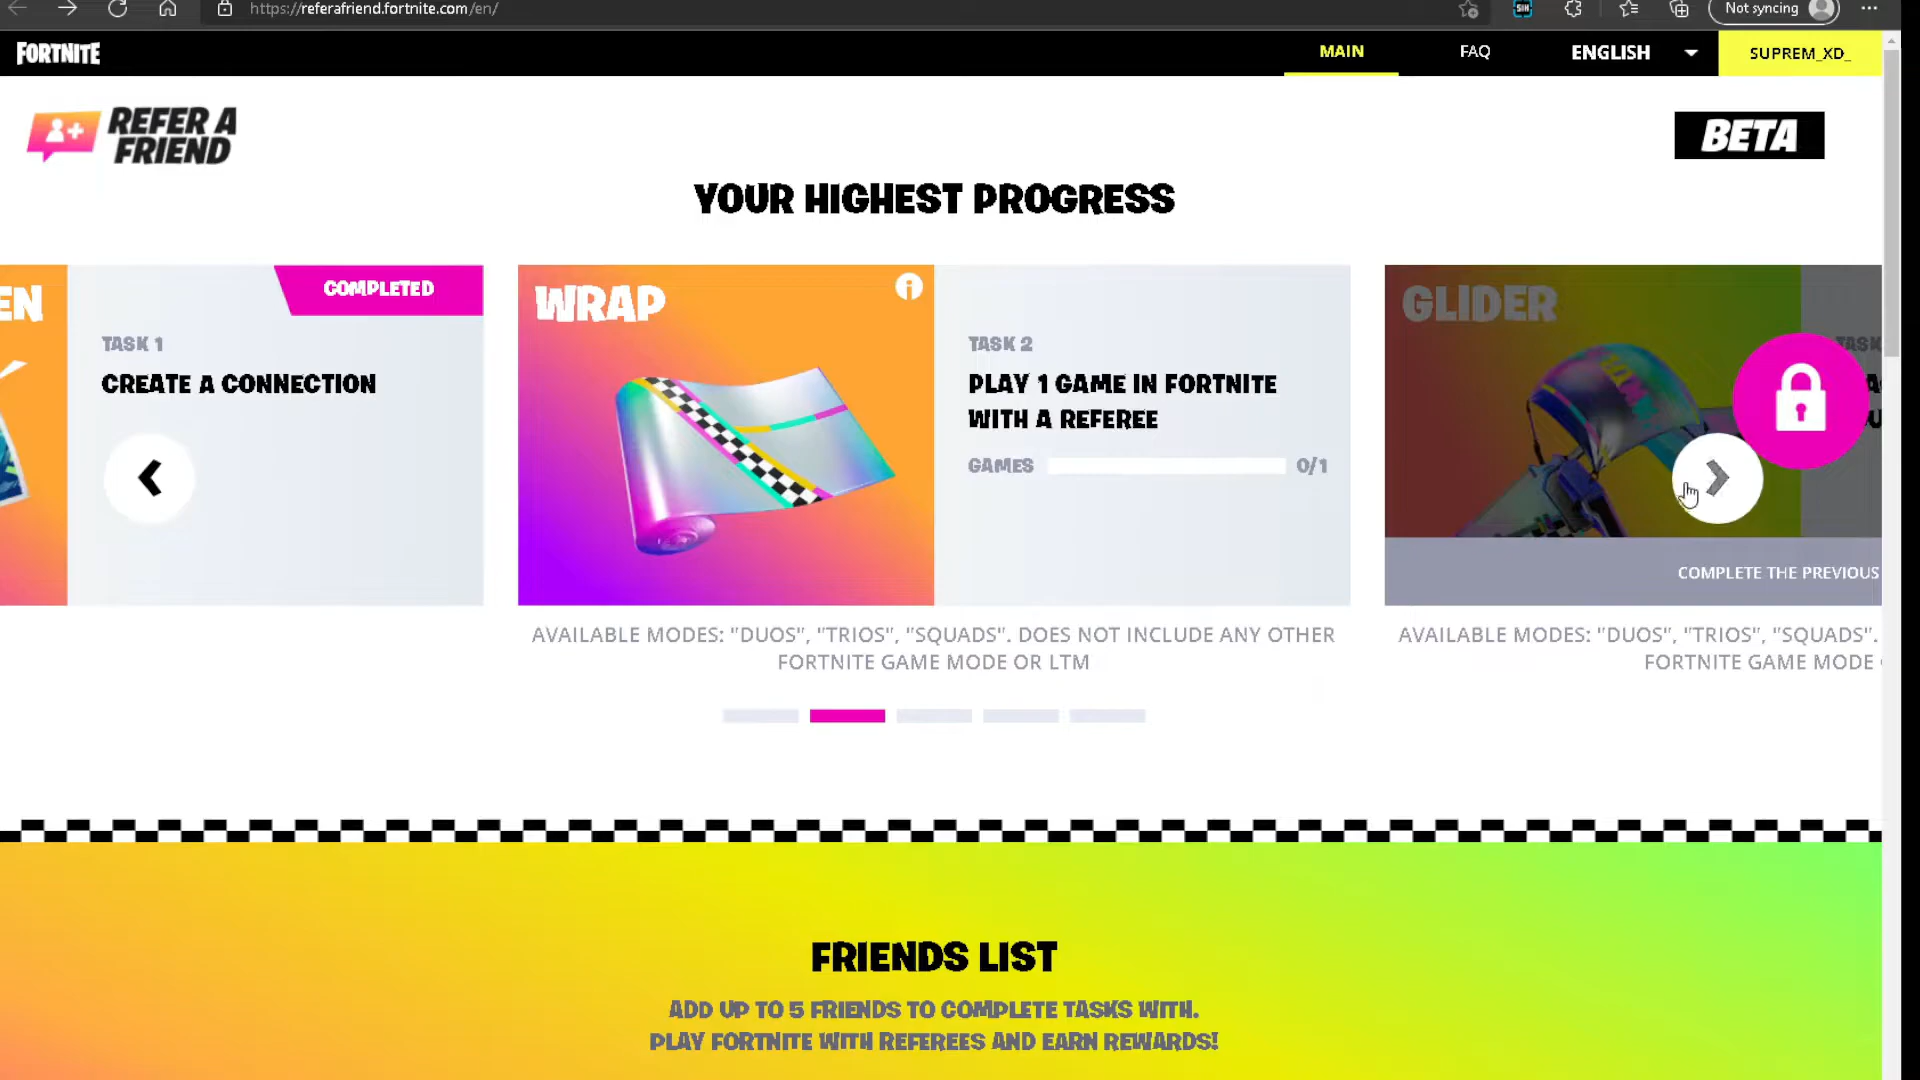 https://referafriend.fortnite.com/en/
SIH
Not syncing
FORTNITE
MAIN
FAQ
ENGLISH
SUPREM_XD_
REFER A
FRIEND
BETA
YOUR HIGHEST PROGRESS
EN
COMPLETED
TASK 1
CREATE A CONNECTION
WRAP
TASK 2
PLAY 1 GAME IN FORTNITE
WITH A REFEREE
GAMES 0/1
GLIDER
TASK
COMPLETE THE PREVIOUS
AVAILABLE MODES: "DUOS", "TRIOS", "SQUADS". DOES NOT INCLUDE ANY OTHER
FORTNITE GAME MODE OR LTM
AVAILABLE MODES: "DUOS", "TRIOS", "SQUADS".
FORTNITE GAME MODE
FRIENDS LIST
ADD UP TO 5 FRIENDS TO COMPLETE TASKS WITH.
PLAY FORTNITE WITH REFEREES AND EARN REWARDS!